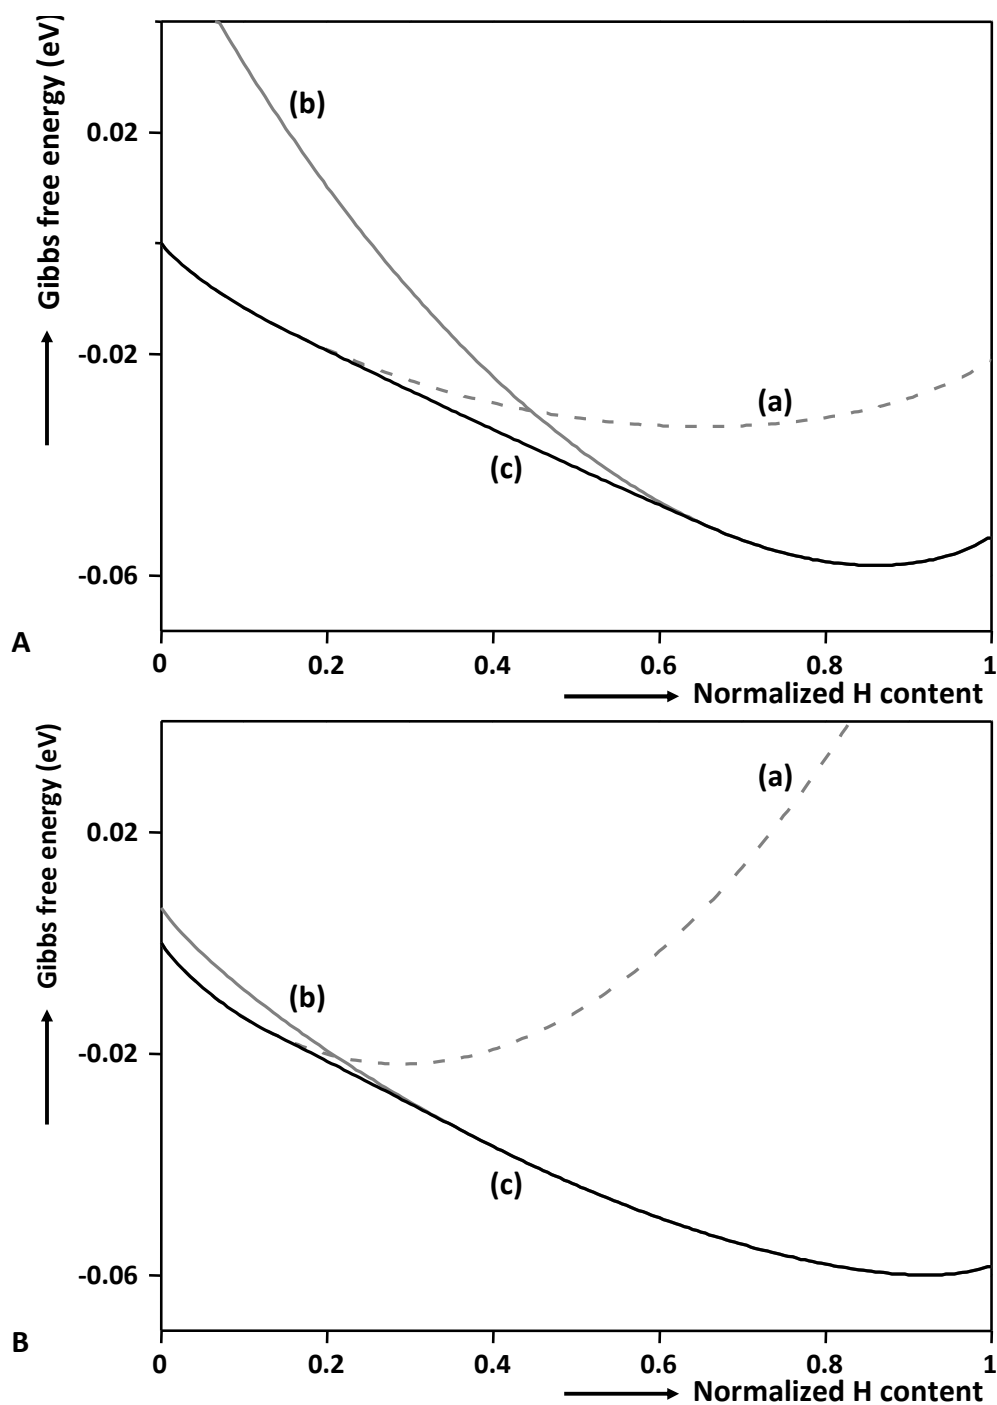 Gibbs free energy (eV)
0.02
-0.02
-0.06
(b)
(a)
(c)
A
0
0.2
0.4
0.6
0.8
1
Normalized H content
Gibbs free energy (eV)
0.02
-0.02
-0.06
(a)
(b)
(c)
B
0
0.2
0.4
0.6
0.8
1
Normalized H content